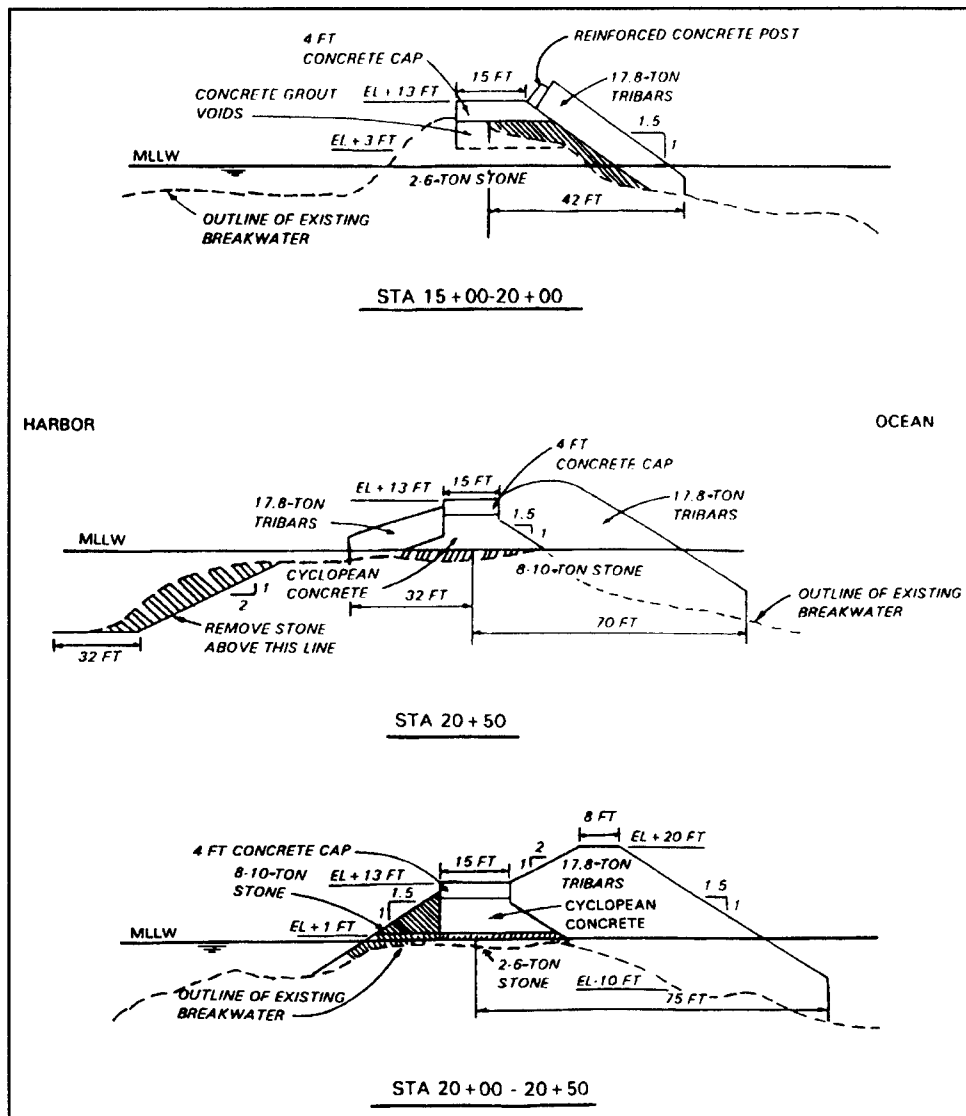 4 FT
CONCRETE CAP
REINFORCED CONCRETE POST
15 FT
17.8-TON
TRIBARS
CONCRETE GROUT
VOIDS
EL + 13 FT
1.5
1
EL + 3 FT
MLLW
2-6-TON STONE
42 FT
OUTLINE OF EXISTING
BREAKWATER
STA 15 + 00-20 + 00
HARBOR
OCEAN
4 FT
CONCRETE CAP
15 FT
EL + 13 FT
17.8-TON
TRIBARS
17.8-TON
TRIBARS
1.5
1
MLLW
8-10-TON STONE
CYCLOPEAN
CONCRETE
32 FT
OUTLINE OF EXISTING
BREAKWATER
1
2
REMOVE STONE
ABOVE THIS LINE
70 FT
32 FT
STA 20 + 50
8 FT
EL + 20 FT
4 FT CONCRETE CAP
15 FT
2
1
8-10-TON
STONE
EL + 13 FT
17.8-TON
TRIBARS
1.5
1
1.5
1
CYCLOPEAN
CONCRETE
EL + 1 FT
MLLW
2-6-TON
STONE
EL-10 FT
75 FT
OUTLINE OF EXISTING
BREAKWATER
STA 20 + 00 - 20 + 50